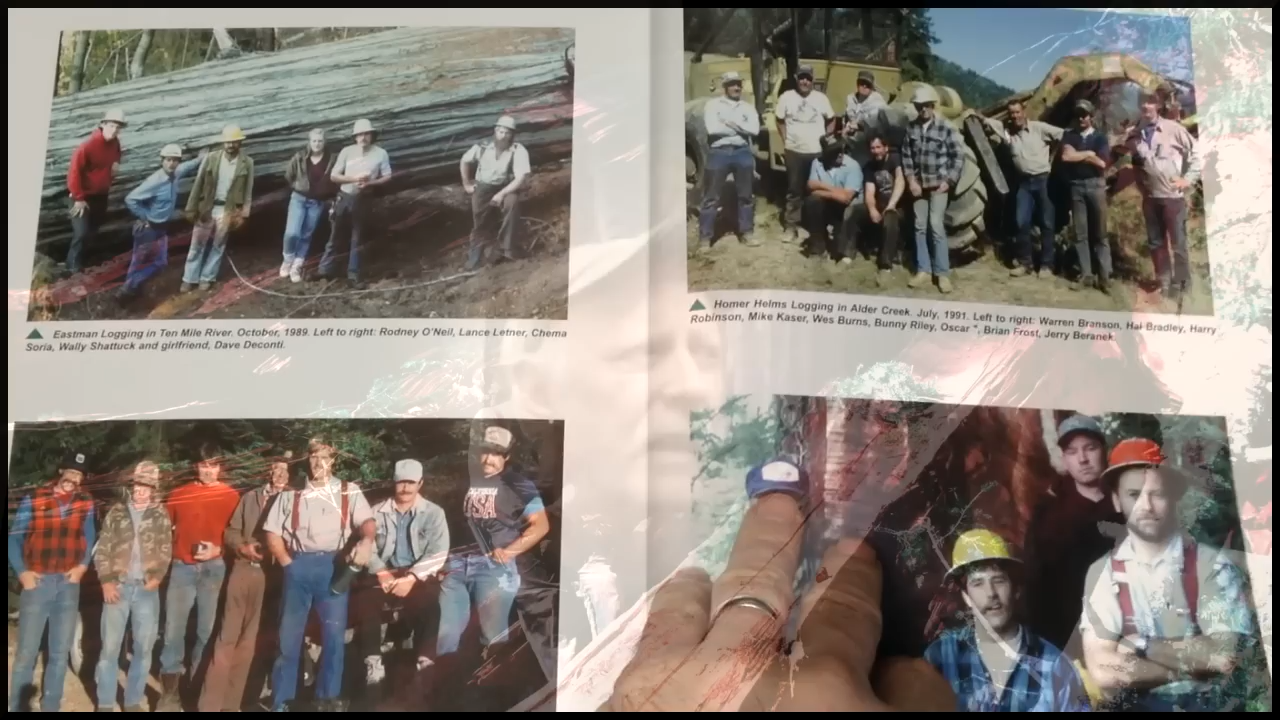 Eastman Logging in Ten Mile River. October, 1989. Left to right: Rodney O'Neil, Lance Letner, Chema
Soria, Wally Shattuck and girlfriend, Dave Deconti.
Homer Helms Logging in Alder Creek. July, 1991. Left to right: Warren Branson, Hal Bradley, Harry
Robinson, Mike Kaser, Wes Burns, Bunny Riley, Oscar ", Brian Frost, Jerry Beranek.
CALIFORNIA
USA